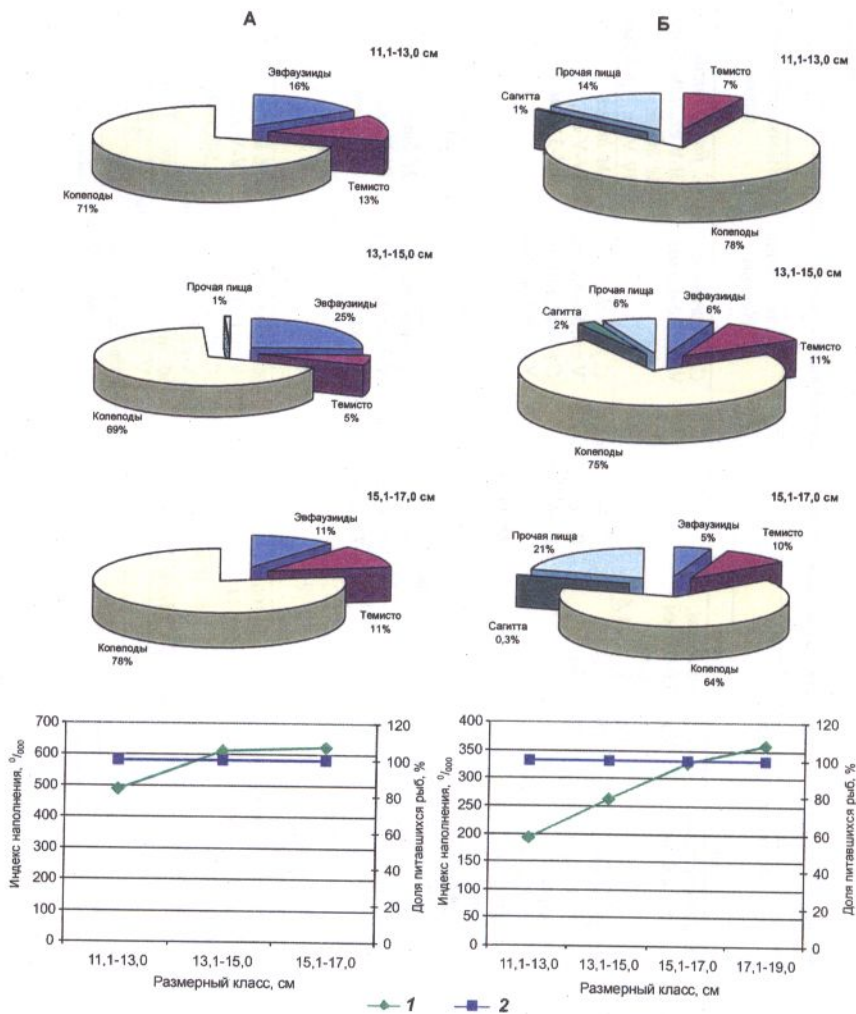 А
11,1-13,0 см
Эвфаузииды
16%
Темисто
13%
Копеподы
71%
13,1-15,0 см
Прочая пища
1%
Эвфаузииды
25%
Темисто
5%
Копеподы
69%
15,1-17,0 см
Эвфаузииды
11%
Темисто
11%
Копеподы
78%
Б
11,1-13,0 см
Прочая пища
14%
Темисто
7%
Сагитта
1%
Копеподы
78%
13,1-15,0 см
Прочая пища
6%
Эвфаузииды
6%
Сагитта
2%
Темисто
11%
Копеподы
75%
15,1-17,0 см
Эвфаузииды
5%
Прочая пища
21%
Темисто
10%
Сагитта
0,3%
Копеподы
64%
Индекс наполнения, ⁰/₀₀₀
700
600
500
400
300
200
100
0
120
100
80
60
40
20
0
Доля питавшихся рыб, %
11,1-13,0 13,1-15,0 15,1-17,0
Размерный класс, см
Индекс наполнения, ⁰/₀₀₀
400
350
300
250
200
150
100
50
0
120
100
80
60
40
20
0
Доля питавшихся рыб, %
11,1-13,0 13,1-15,0 15,1-17,0 17,1-19,0
Размерный класс, см
1 2